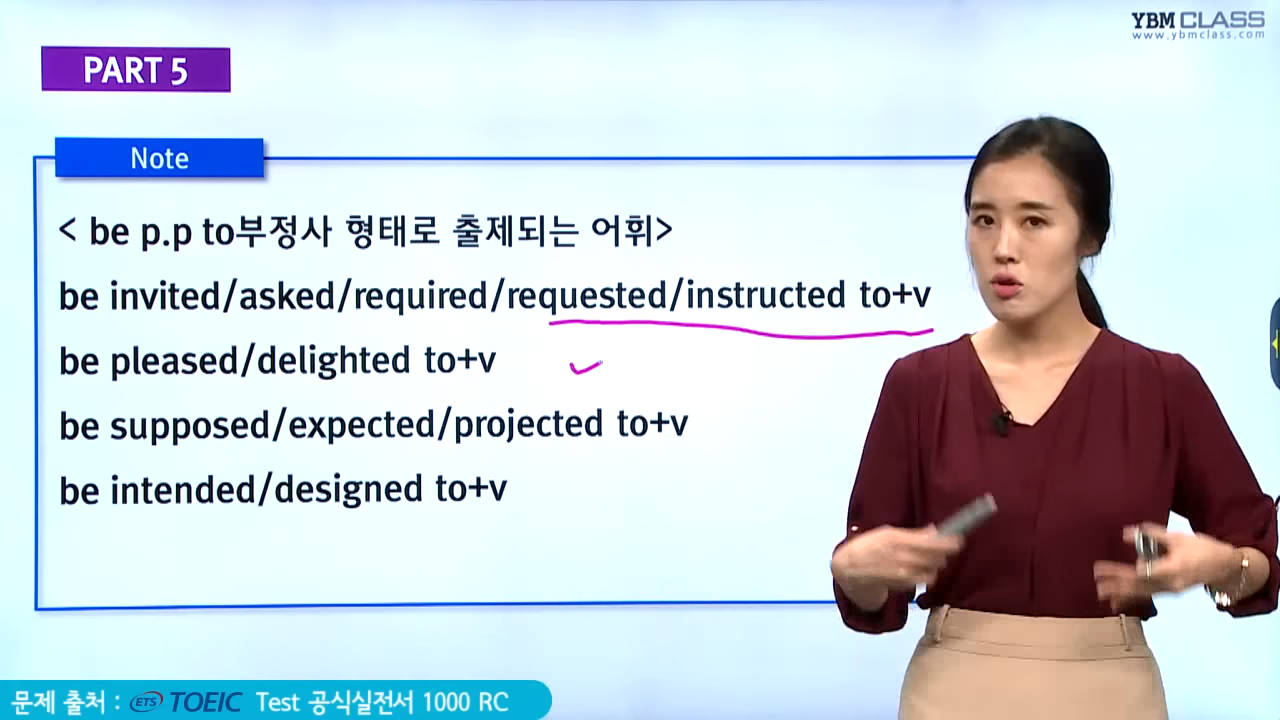 YBM CLASS
www.ybmclass.com
PART 5
Note
< be p.p to부정사 형태로 출제되는 어휘>
be invited/asked/required/requested/instructed to+v
be pleased/delighted to+v
be supposed/expected/projected to+v
be intended/designed to+v
문제 출처 : ETS TOEIC Test 공식실전서 1000 RC